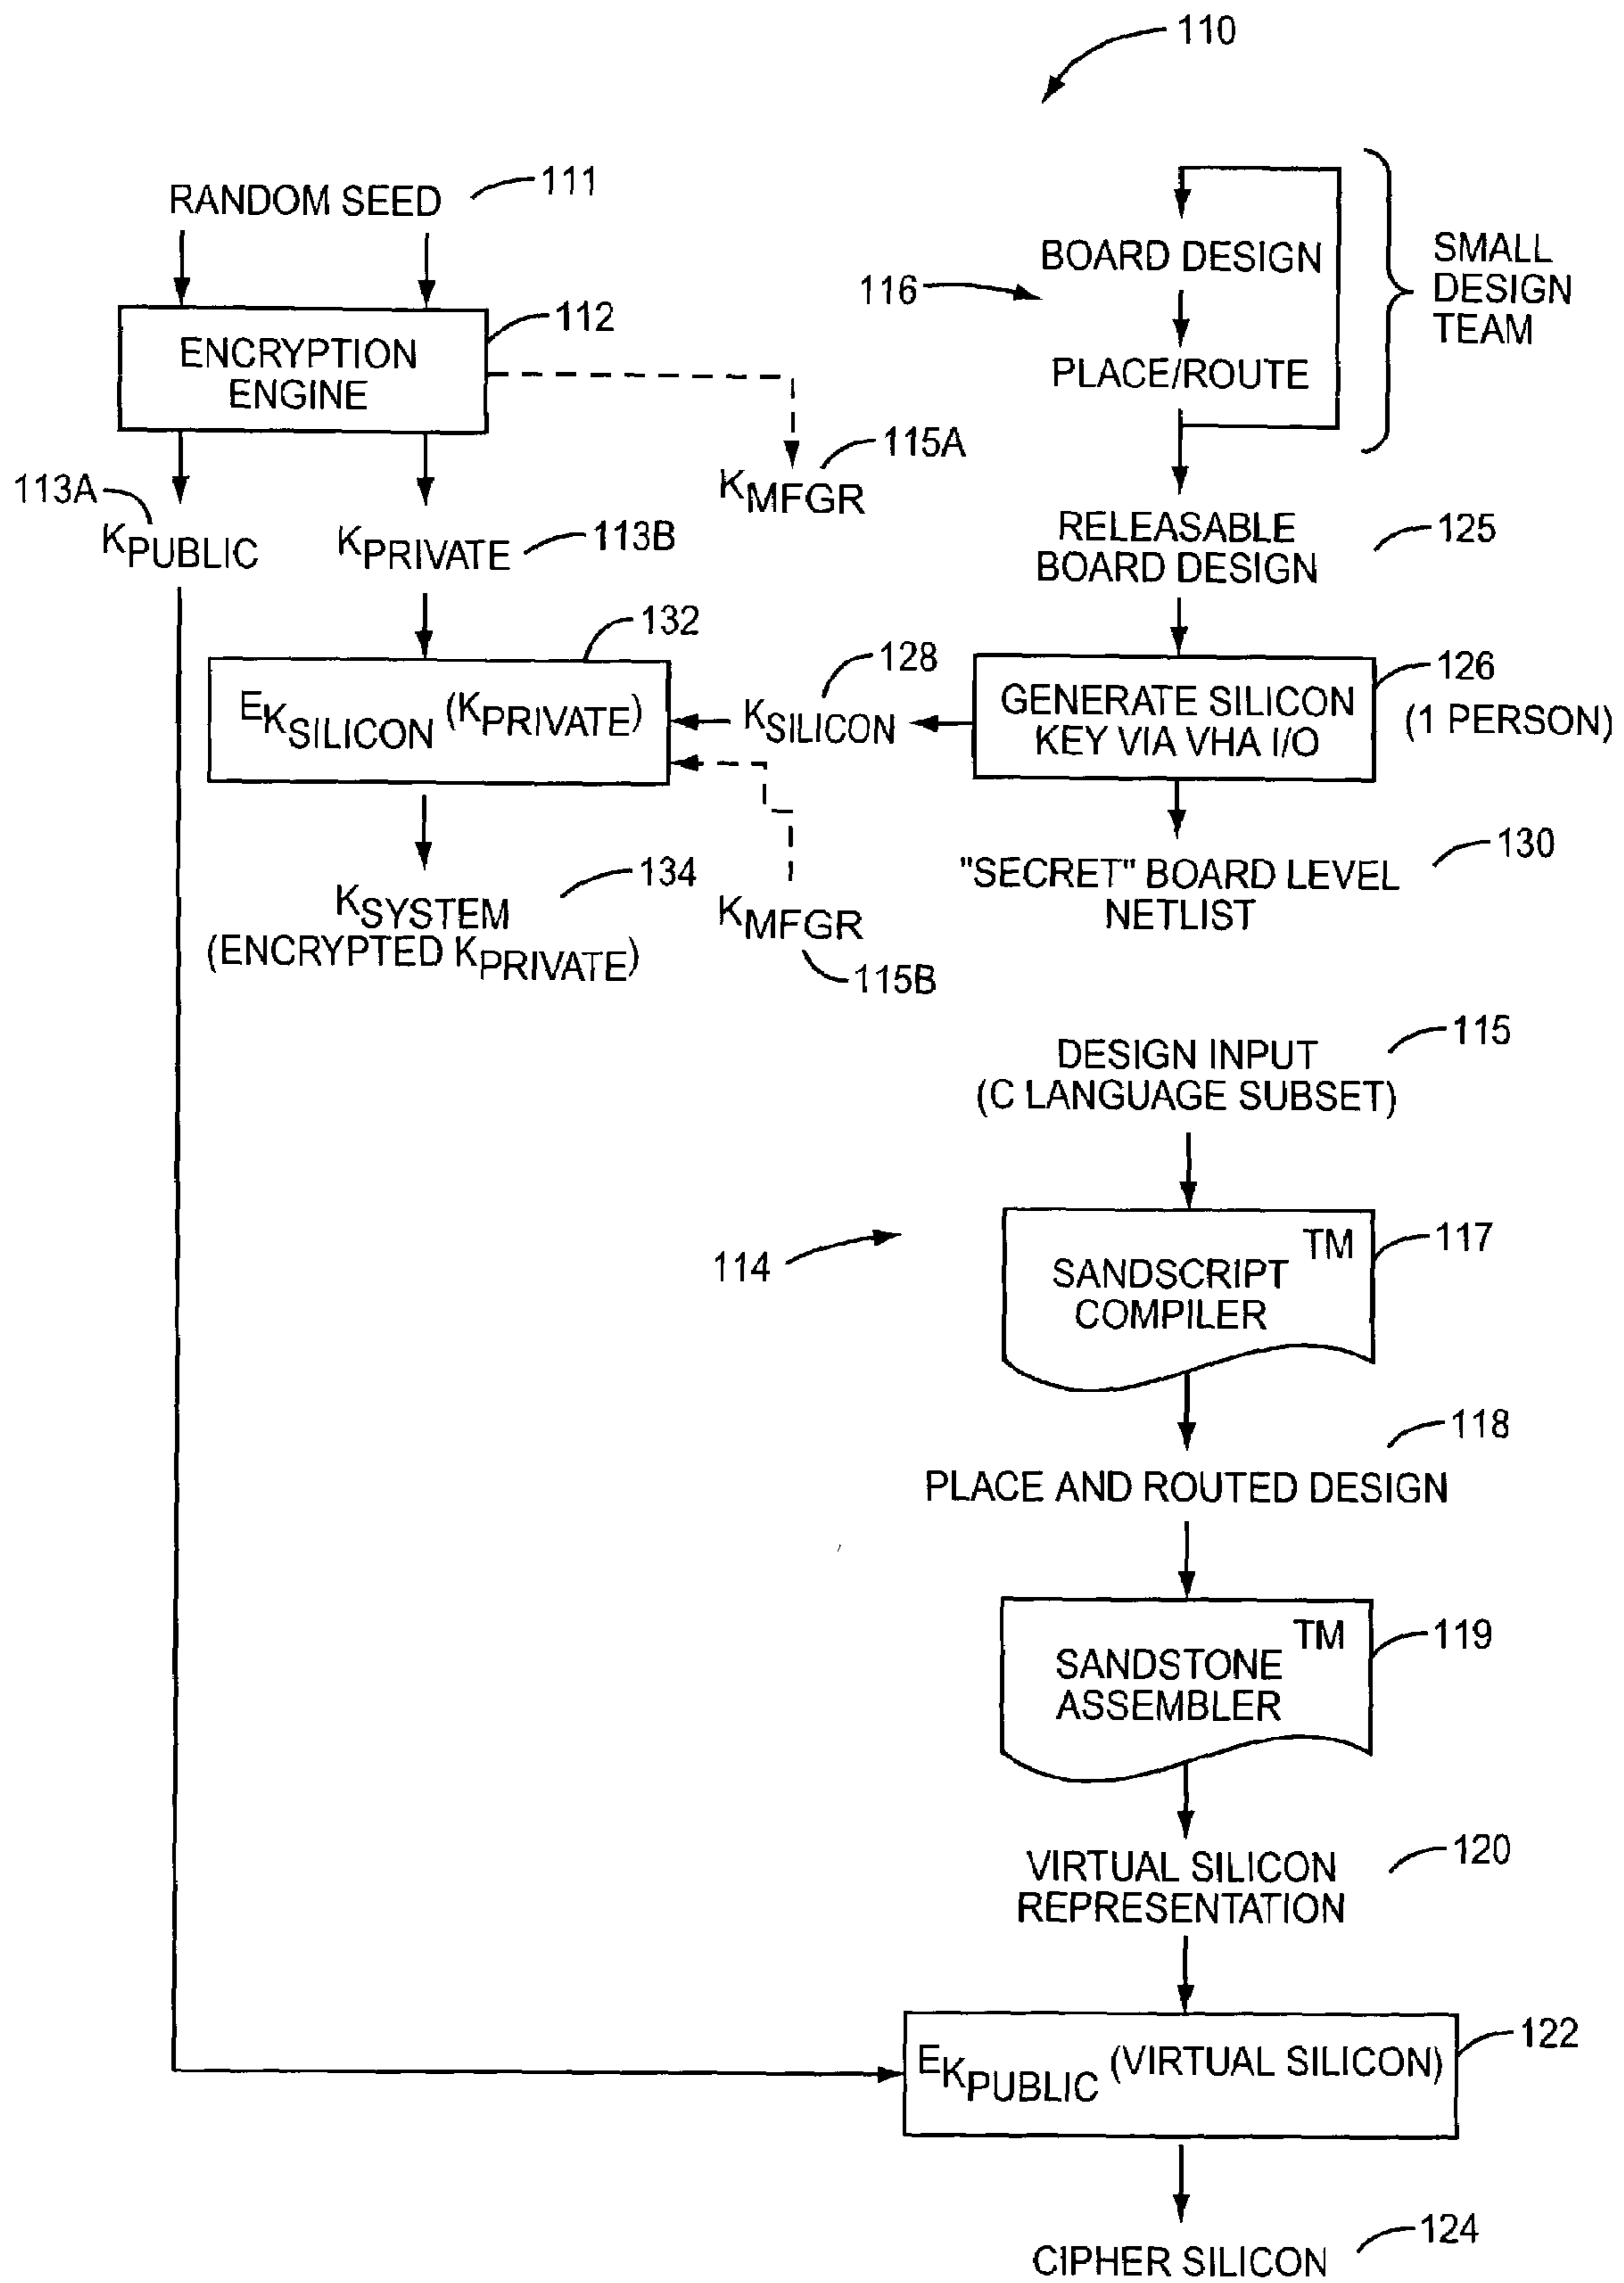 110
RANDOM SEED
111
ENCRYPTION
ENGINE
112
113A
KPUBLIC
KPRIVATE
113B
115A
KMFGR
BOARD DESIGN
116
PLACE/ROUTE
SMALL
DESIGN
TEAM
RELEASABLE
BOARD DESIGN
125
132
EKSILICON (KPRIVATE)
128
KSILICON
GENERATE SILICON
KEY VIA VHA I/O
126
(1 PERSON)
KSYSTEM
(ENCRYPTED KPRIVATE)
134
KMFGR
115B
"SECRET" BOARD LEVEL
NETLIST
130
DESIGN INPUT
(C LANGUAGE SUBSET)
115
114
TM
SANDSCRIPT
COMPILER
117
PLACE AND ROUTED DESIGN
118
TM
SANDSTONE
ASSEMBLER
119
VIRTUAL SILICON
REPRESENTATION
120
EKPUBLIC (VIRTUAL SILICON)
122
CIPHER SILICON
124